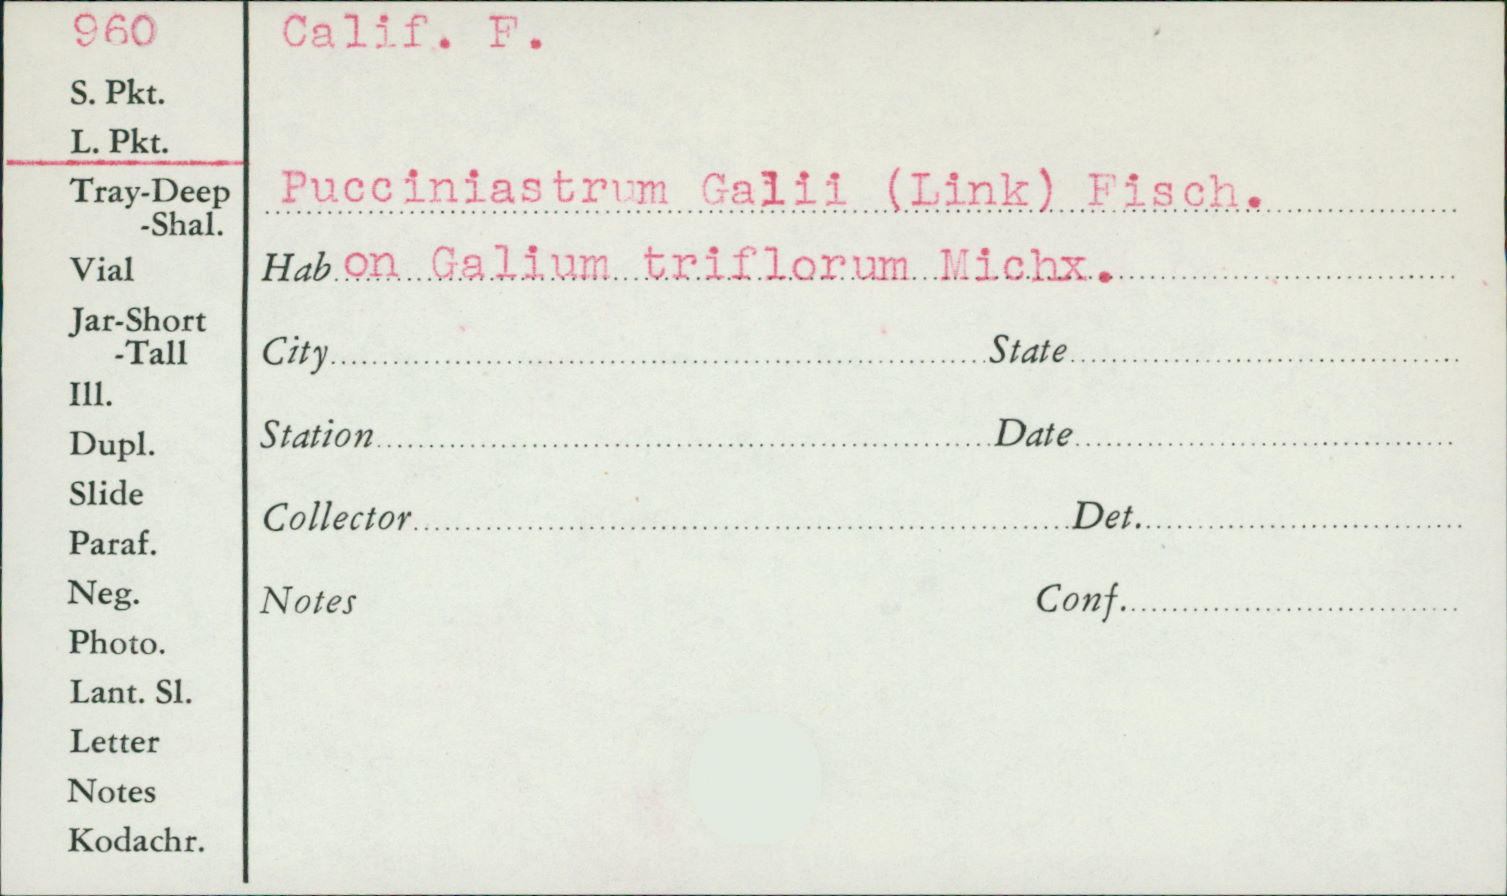 960
Calif. F.
S. Pkt.
L. Pkt.
Tray-Deep
-Shal.
Pucciniastrum Galii (Link) Fisch.
Vial
Hab on Galium triflorum Michx.
Jar-Short
-Tall
City
State
Ill.
Dupl.
Station
Date
Slide
Collector
Det.
Paraf.
Neg.
Notes
Conf.
Photo.
Lant. Sl.
Letter
Notes
Kodachr.